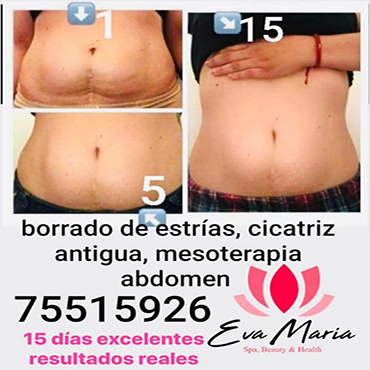 1
15
5
borrado de estrías, cicatriz
antigua, mesoterapia
abdomen
75515926
15 días excelentes
resultados reales
Eva Maria
Spa, Beauty & Health